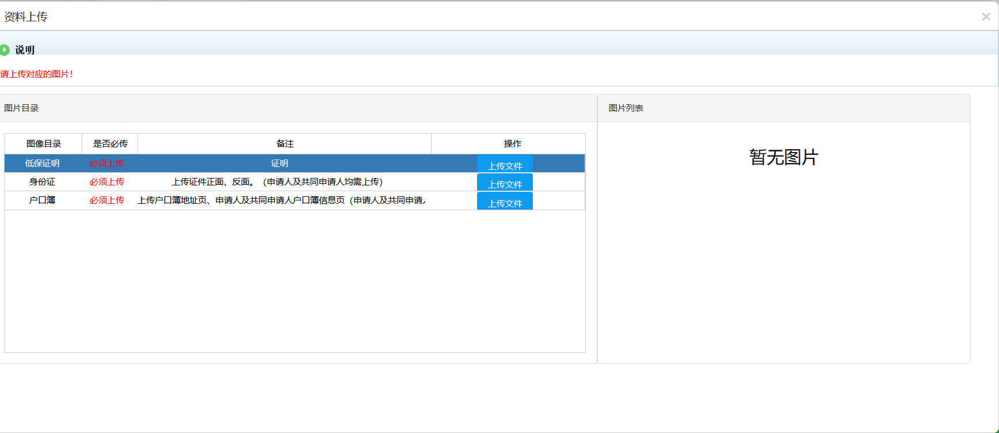 资料上传
说明
请上传对应的图片!
图片目录
图片列表
图像目录 是否必传 备注 操作
低保证明 必须上传 证明 上传文件
身份证 必须上传 上传证件正面、反面。（申请人及共同申请人均需上传） 上传文件
户口簿 必须上传 上传户口簿地址页、申请人及共同申请人户口簿信息页（申请人及共同申请 上传文件
暂无图片